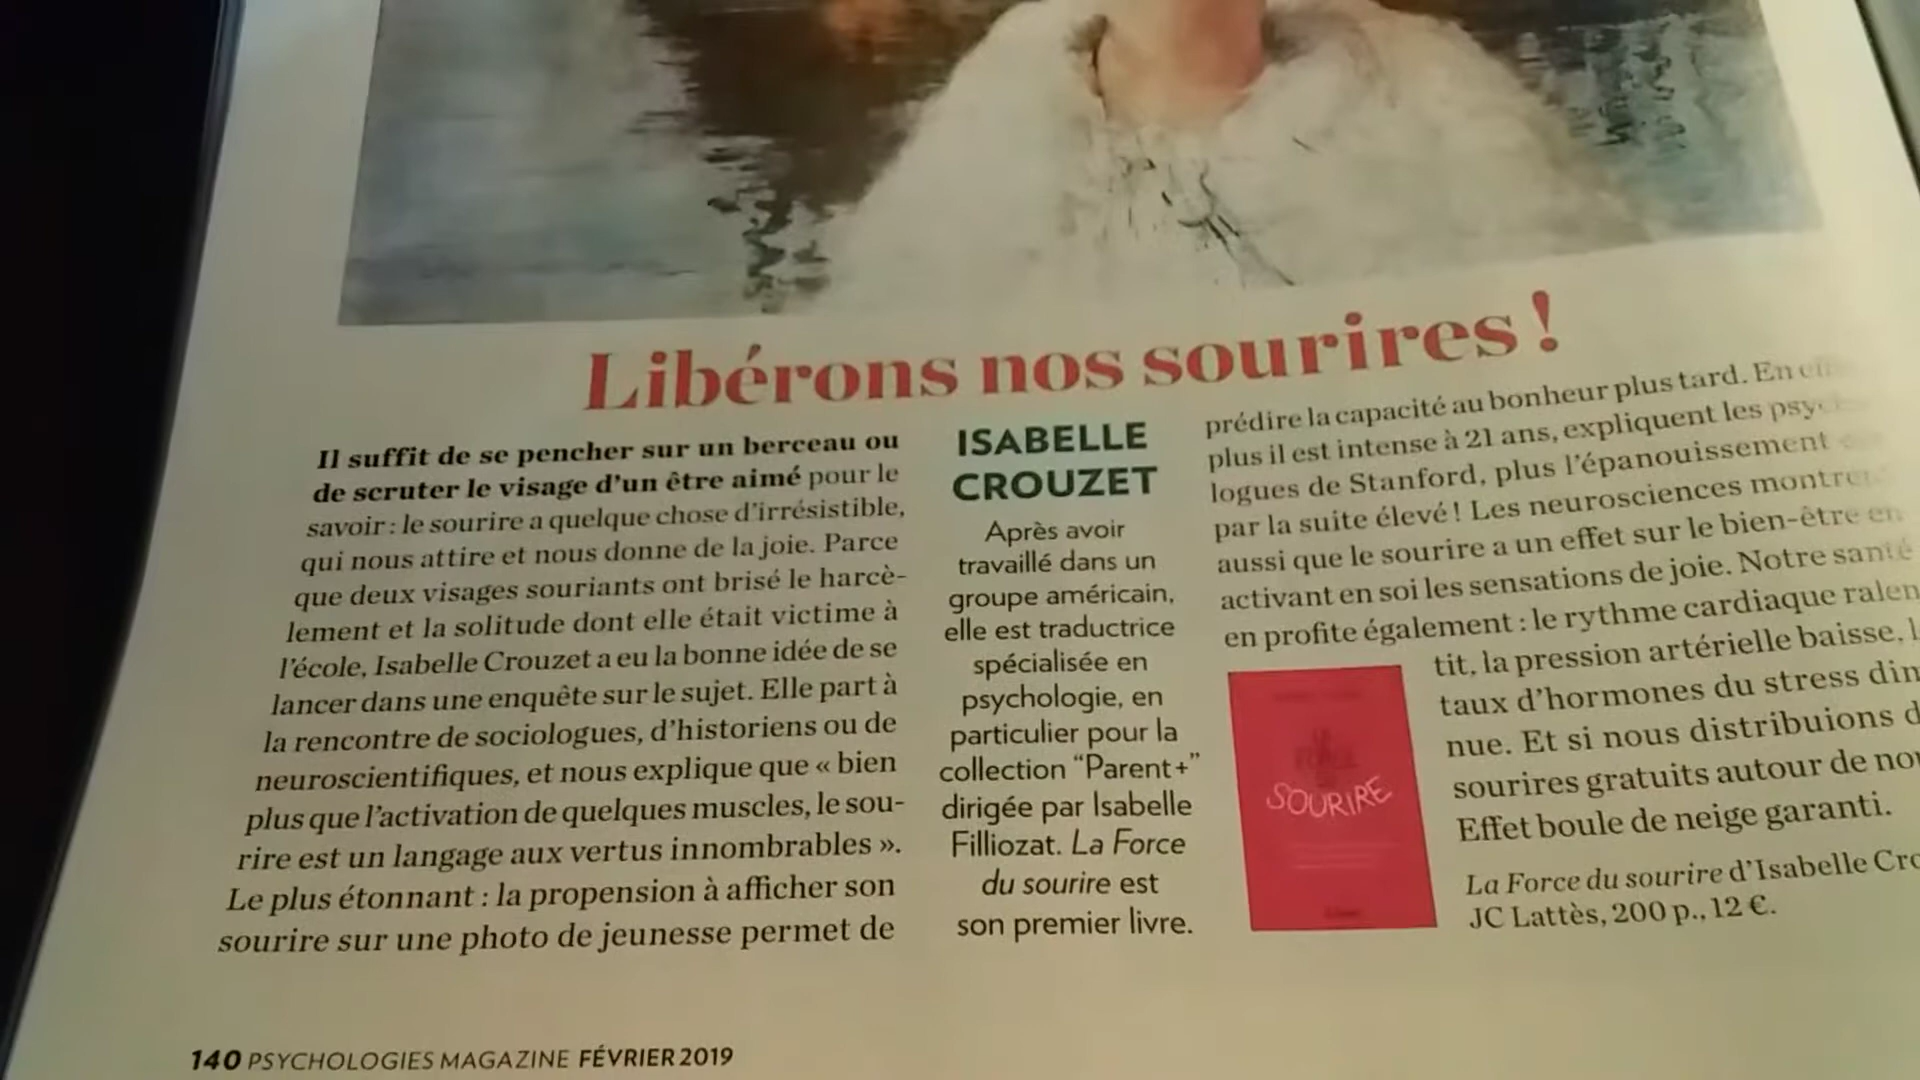 Libérons nos sourires !
Il suffit de se pencher sur un berceau ou
de scruter le visage d'un être aimé pour le
savoir : le sourire a quelque chose d'irrésistible,
qui nous attire et nous donne de la joie. Parce
que deux visages souriants ont brisé le harcè-
lement et la solitude dont elle était victime à
l'école, Isabelle Crouzet a eu la bonne idée de se
lancer dans une enquête sur le sujet. Elle part à
la rencontre de sociologues, d'historiens ou de
neuroscientifiques, et nous explique que « bien
plus que l'activation de quelques muscles, le sou-
rire est un langage aux vertus innombrables ».
Le plus étonnant : la propension à afficher son
sourire sur une photo de jeunesse permet de
ISABELLE
CROUZET
Après avoir
travaillé dans un
groupe américain,
elle est traductrice
spécialisée en
psychologie, en
particulier pour la
collection “Parent+”
dirigée par Isabelle
Filliozat. La Force
du sourire est
son premier livre.
prédire la capacité au bonheur plus tard. En
plus il est intense à 21 ans, expliquent les
logues de Stanford, plus l'épanouissement
par la suite élevé ! Les neurosciences montrent
aussi que le sourire a un effet sur le bien-être en
activant en soi les sensations de joie. Notre santé
en profite également : le rythme cardiaque ralen
tit, la pression artérielle baisse,
taux d'hormones du stress dim
nue. Et si nous distribuions
sourires gratuits autour de
Effet boule de neige garanti.
LA
FORCE
DU
SOURIRE
La Force du sourire d'Isabelle Cro
JC Lattès, 200 p., 12 €.
140 PSYCHOLOGIES MAGAZINE FÉVRIER 2019